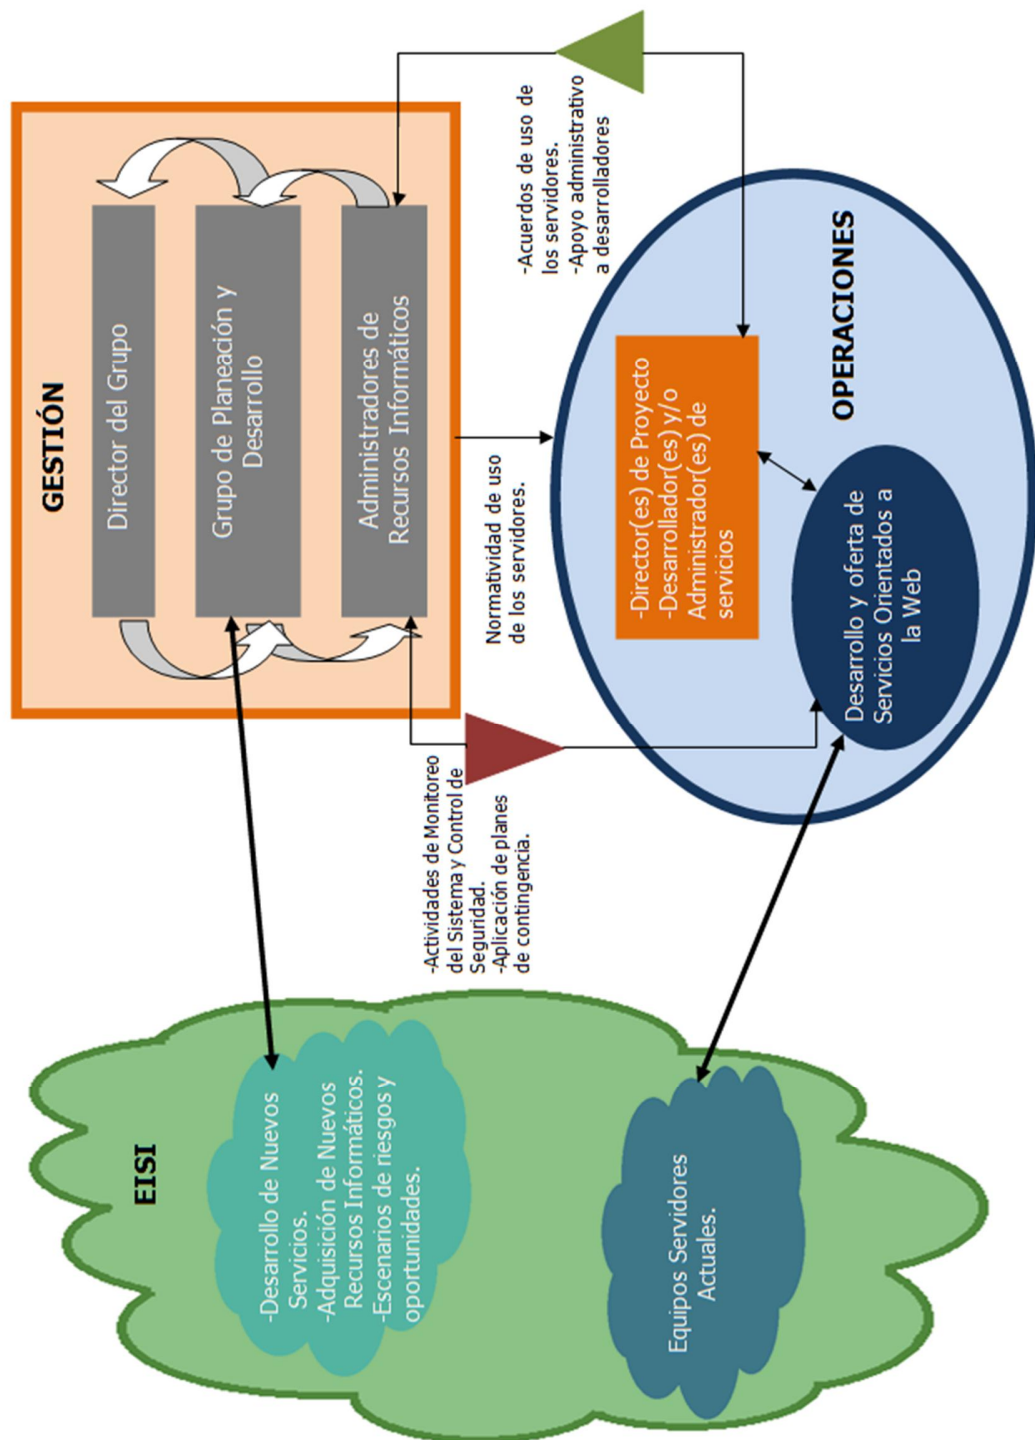 EISI
-Desarrollo de Nuevos
Servicios.
-Adquisición de Nuevos
Recursos Informáticos.
-Escenarios de riesgos y
oportunidades.
Equipos Servidores
Actuales.
GESTIÓN
Director del Grupo
Grupo de Planeación y
Desarrollo
Administradores de
Recursos Informáticos
-Actividades de Monitoreo
del Sistema y Control de
Seguridad.
-Aplicación de planes
de contingencia.
Normatividad de uso
de los servidores.
-Acuerdos de uso de
los servidores.
-Apoyo administrativo
a desarrolladores
-Director(es) de Proyecto
-Desarrollador(es) y/o
Administrador(es) de
servicios
Desarrollo y oferta de
Servicios Orientados a
la Web
OPERACIONES